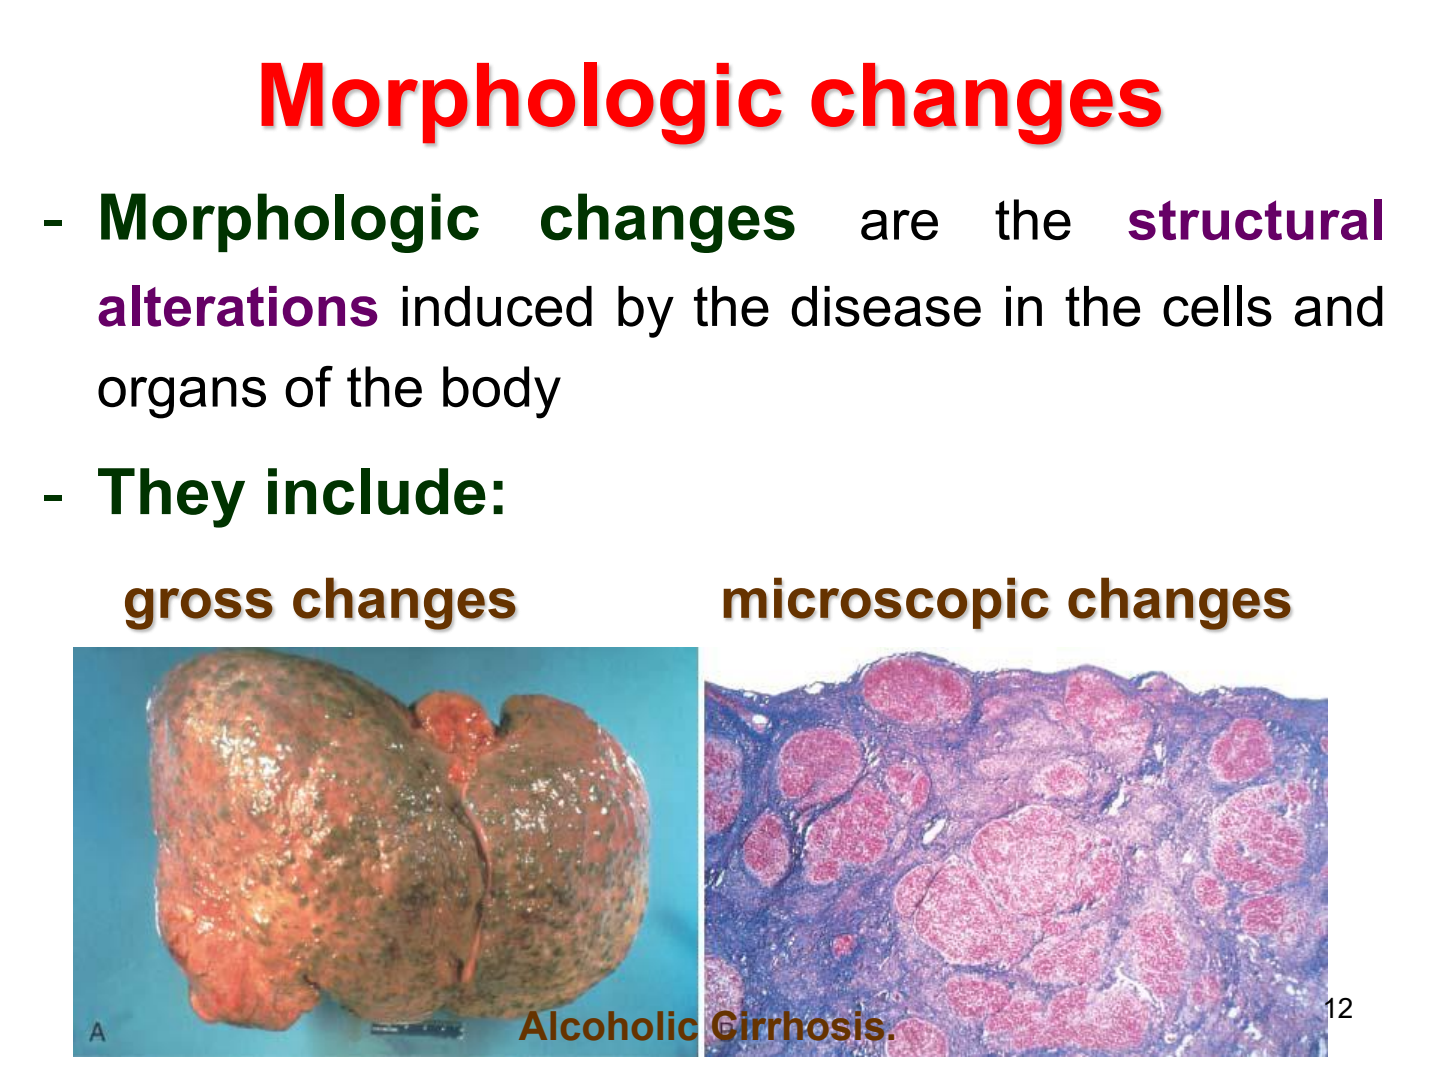 Morphologic changes
- Morphologic changes are the structural
alterations induced by the disease in the cells and
organs of the body
- They include:
gross changes microscopic changes
A
B
Alcoholic Cirrhosis.
12